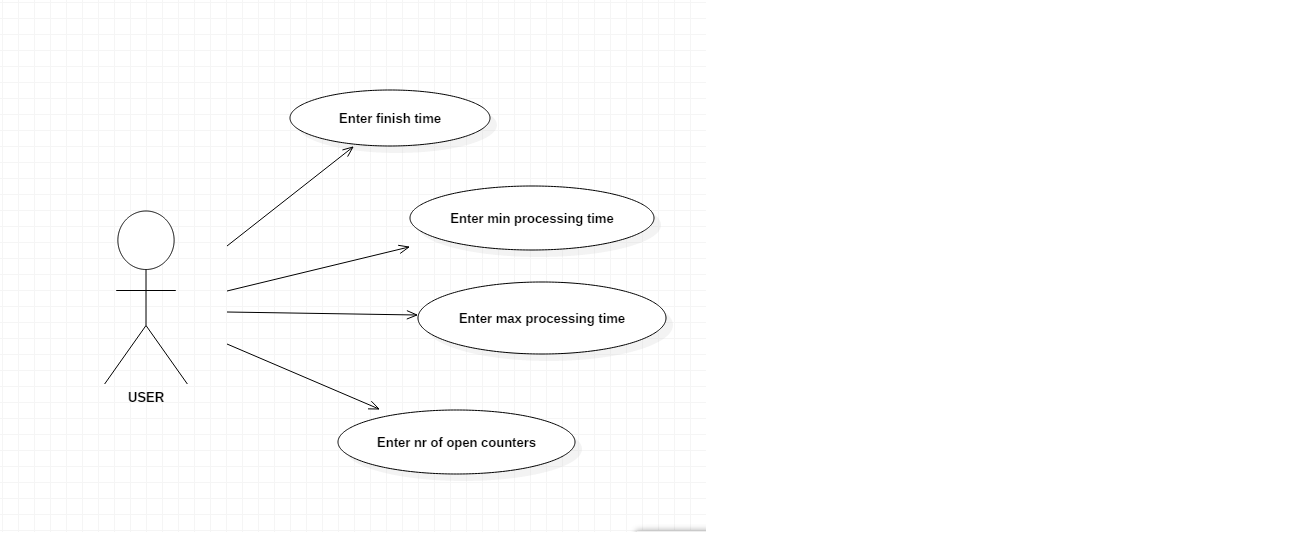 Enter finish time
Enter min processing time
Enter max processing time
USER
Enter nr of open counters